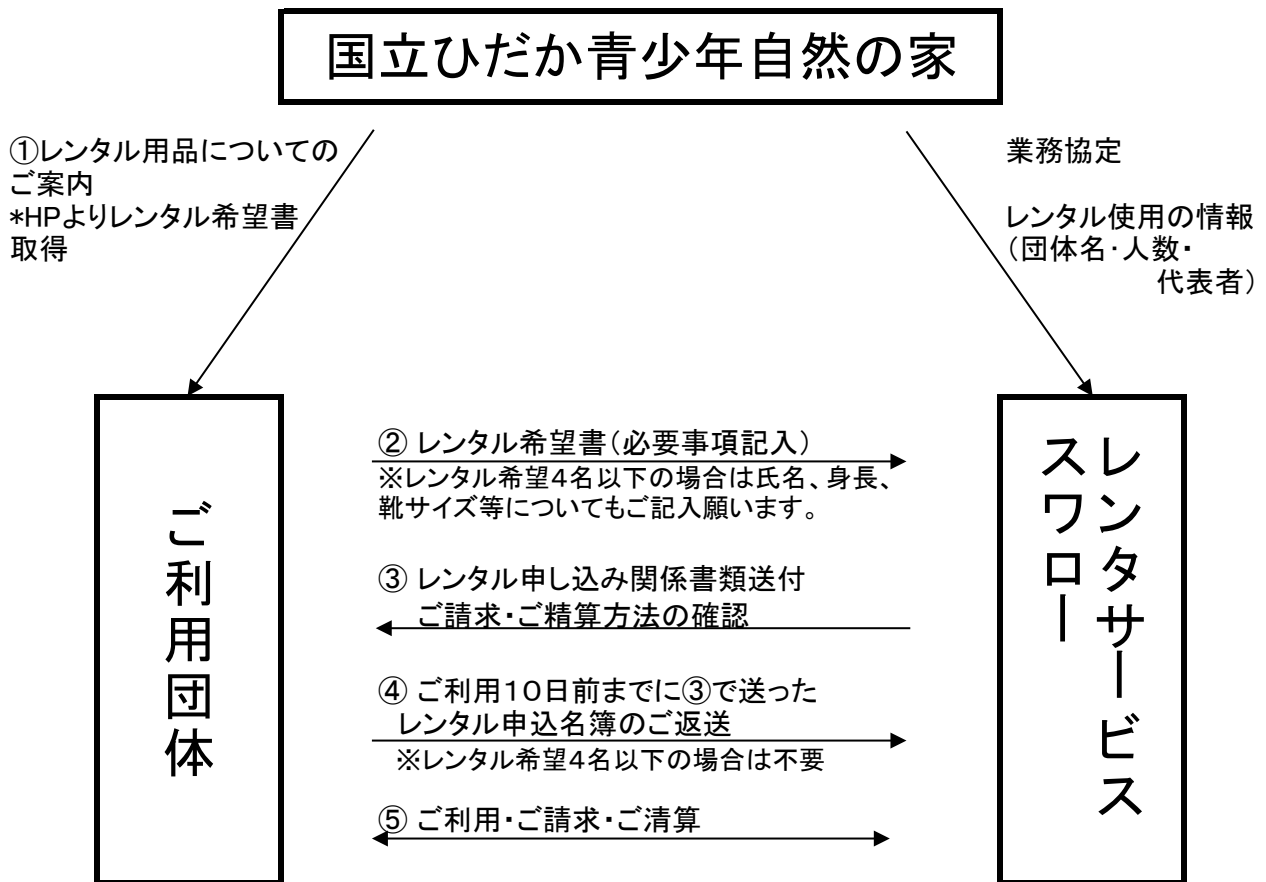 国立ひだか青少年自然の家
①レンタル用品についての
ご案内
*HPよりレンタル希望書
取得
業務協定
レンタル使用の情報
(団体名・人数・
代表者)
ご利用団体
② レンタル希望書(必要事項記入)
※レンタル希望4名以下の場合は氏名、身長、
靴サイズ等についてもご記入願います。
③ レンタル申し込み関係書類送付
ご請求・ご精算方法の確認
④ ご利用10日前までに③で送った
レンタル申込名簿のご返送
※レンタル希望4名以下の場合は不要
⑤ ご利用・ご請求・ご清算
レンタサービス
スワロー